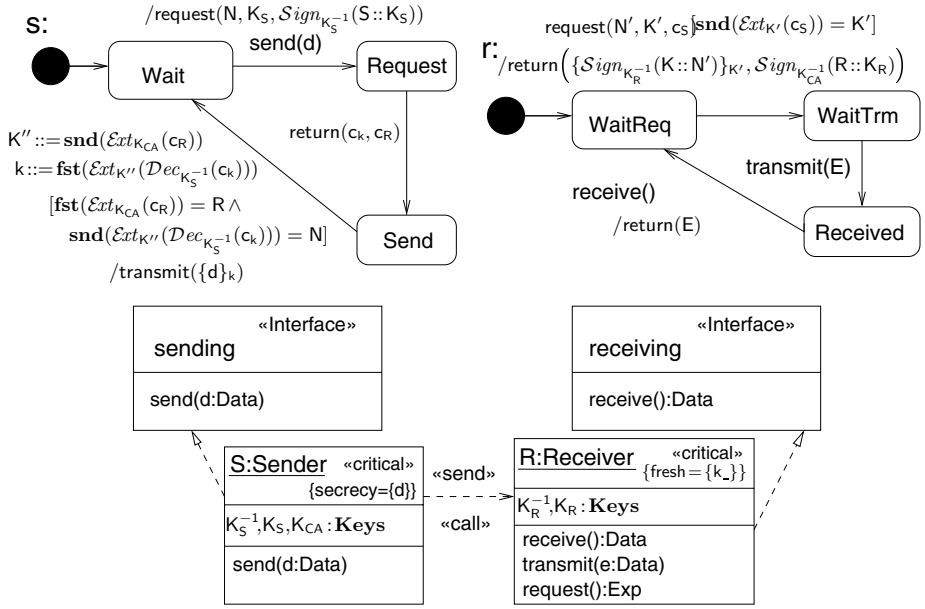 s:
/request(N, K_S, Sign_{K_S^{-1}}(S::K_S))
send(d)
Wait
Request
return(c_k, c_R)
K''::=snd(Ext_{K_CA}(c_R))
k::=fst(Ext_{K''}(Dec_{K_S^{-1}}(c_k)))
[fst(Ext_{K_CA}(c_R)) = R ∧
snd(Ext_{K''}(Dec_{K_S^{-1}}(c_k))) = N]
/transmit({d}_k)
Send
r:
request(N', K', c_S)[snd(Ext_{K'}(c_S)) = K']
/return({Sign_{K_R^{-1}}(K::N')}_{K'}, Sign_{K_CA^{-1}}(R::K_R))
WaitReq
WaitTrm
transmit(E)
receive()
/return(E)
Received
«Interface»
sending
send(d:Data)
«Interface»
receiving
receive():Data
S:Sender «critical»
{secrecy={d}}
K_S^{-1},K_S,K_CA:Keys
send(d:Data)
«send»
«call»
R:Receiver «critical»
{fresh={k_}}
K_R^{-1},K_R:Keys
receive():Data
transmit(e:Data)
request():Exp